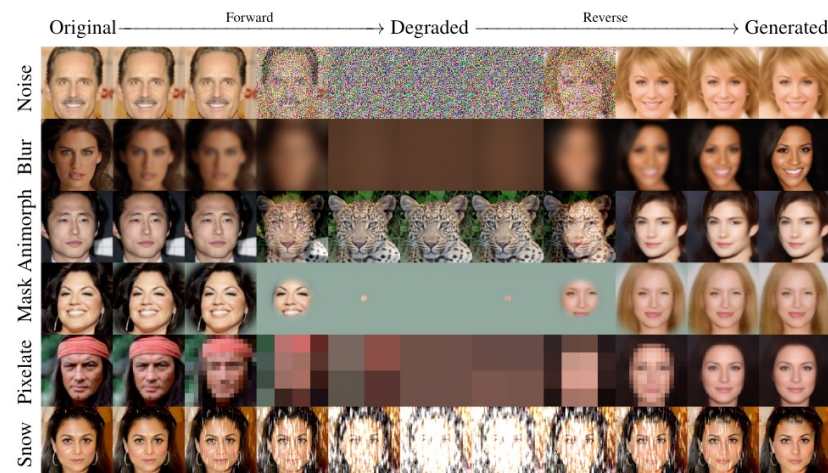 Original Forward Degraded Reverse Generated
Noise
Blur
Animorph
Mask
Pixelate
Snow